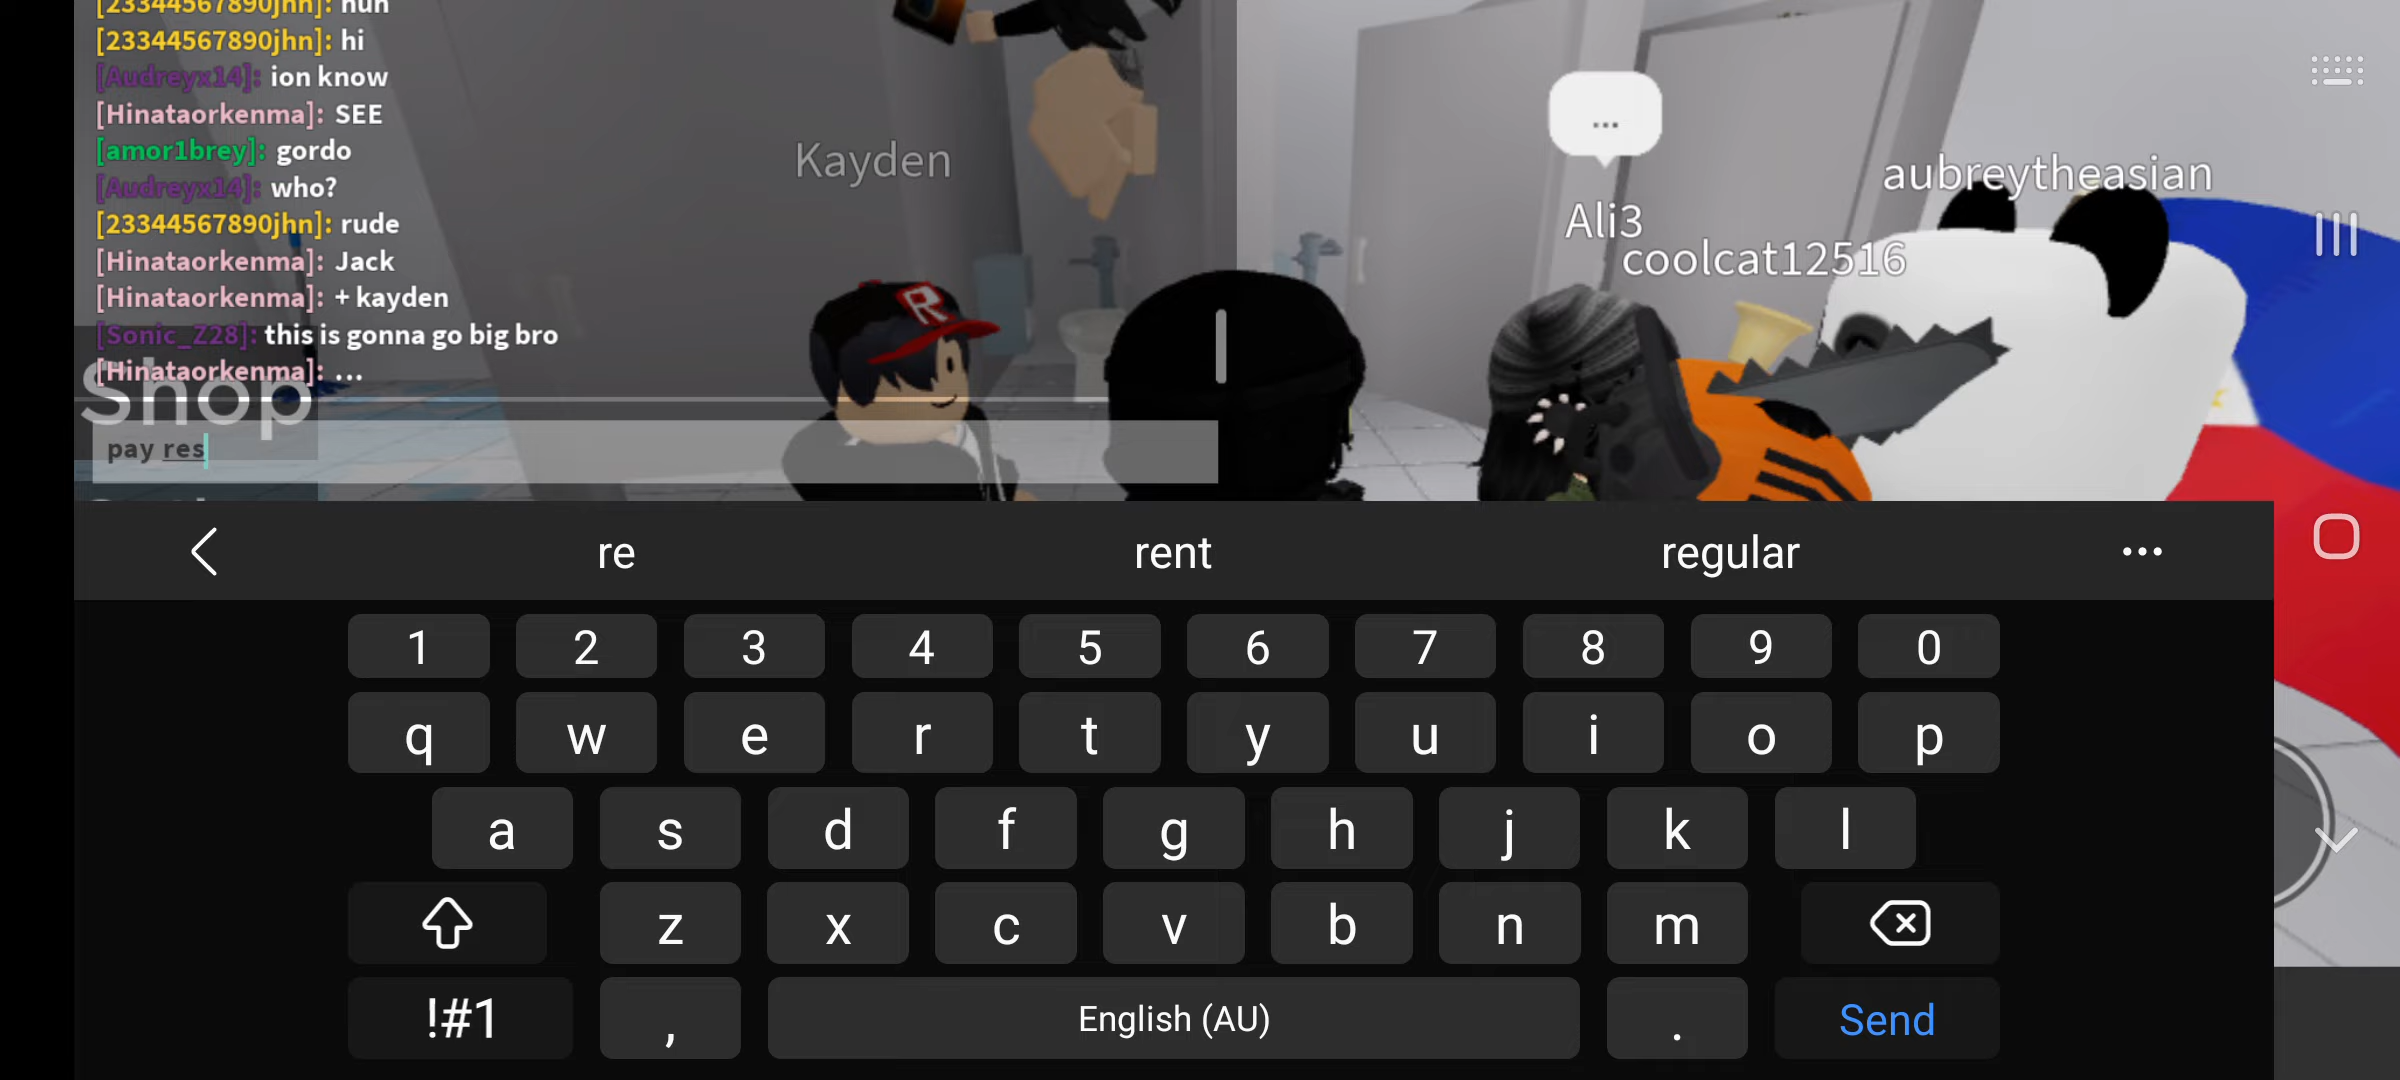 [23344567890jhn]: huh
[23344567890jhn]: hi
[Audreyx14]: ion know
[Hinataorkenma]: SEE
[amor1brey]: gordo
[Audreyx14]: who?
[23344567890jhn]: rude
[Hinataorkenma]: Jack
[Hinataorkenma]: + kayden
[Sonic_Z28]: this is gonna go big bro
[Hinataorkenma]: ...
Shop
pay res
Kayden
...
Ali3
coolcat12516
aubreytheasian
R
re rent regular ...
1 2 3 4 5 6 7 8 9 0
q w e r t y u i o p
a s d f g h j k l
z x c v b n m
!#1 , English (AU) . Send